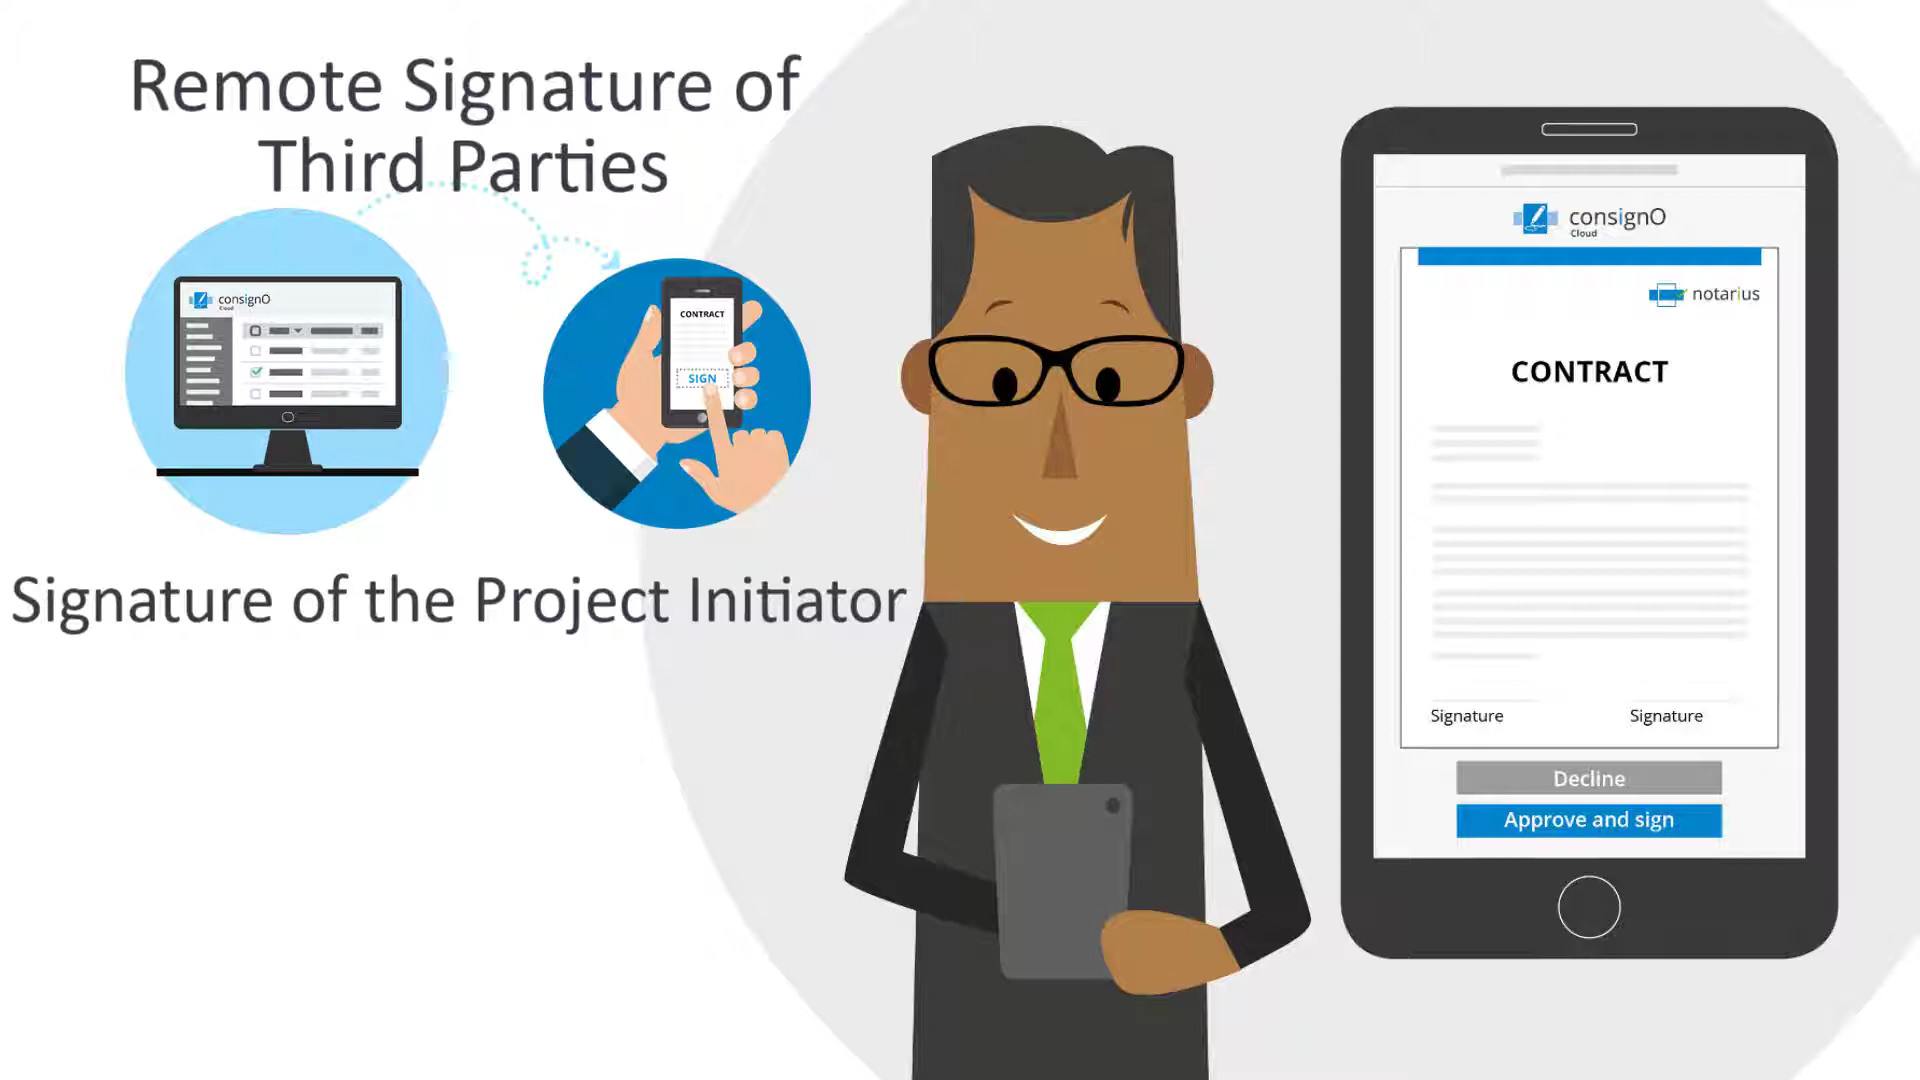 Remote Signature of
Third Parties
consignO
Cloud
CONTRACT
SIGN
Signature of the Project Initiator
consignO
Cloud
notarius
CONTRACT
Signature Signature
Decline
Approve and sign